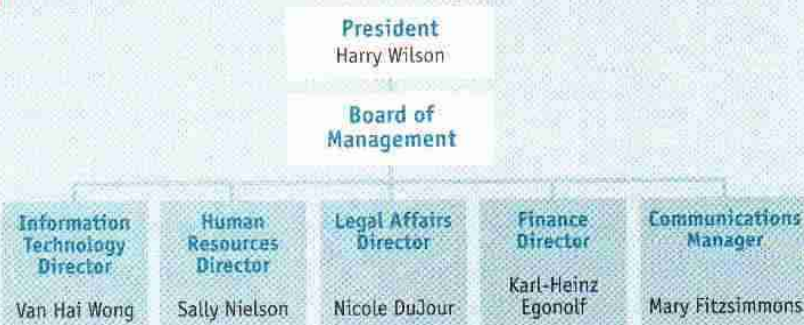 President
Harry Wilson
Board of
Management
Information
Technology
Director
Van Hai Wong
Human
Resources
Director
Sally Nielson
Legal Affairs
Director
Nicole DuJour
Finance
Director
Karl-Heinz
Egonolf
Communications
Manager
Mary Fitzsimmons